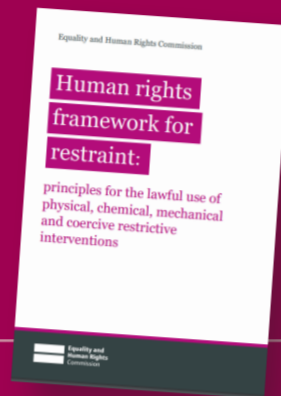 Equality and Human Rights Commission
Human rights
framework for
restraint:
principles for the lawful use of
physical, chemical, mechanical
and coercive restrictive
interventions
Equality and
Human Rights
Commission